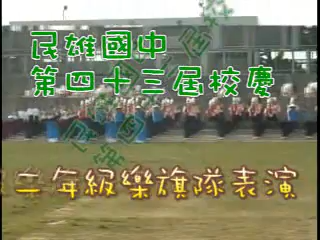 民雄國中
第四十三屆校慶
二年級樂旗隊表演